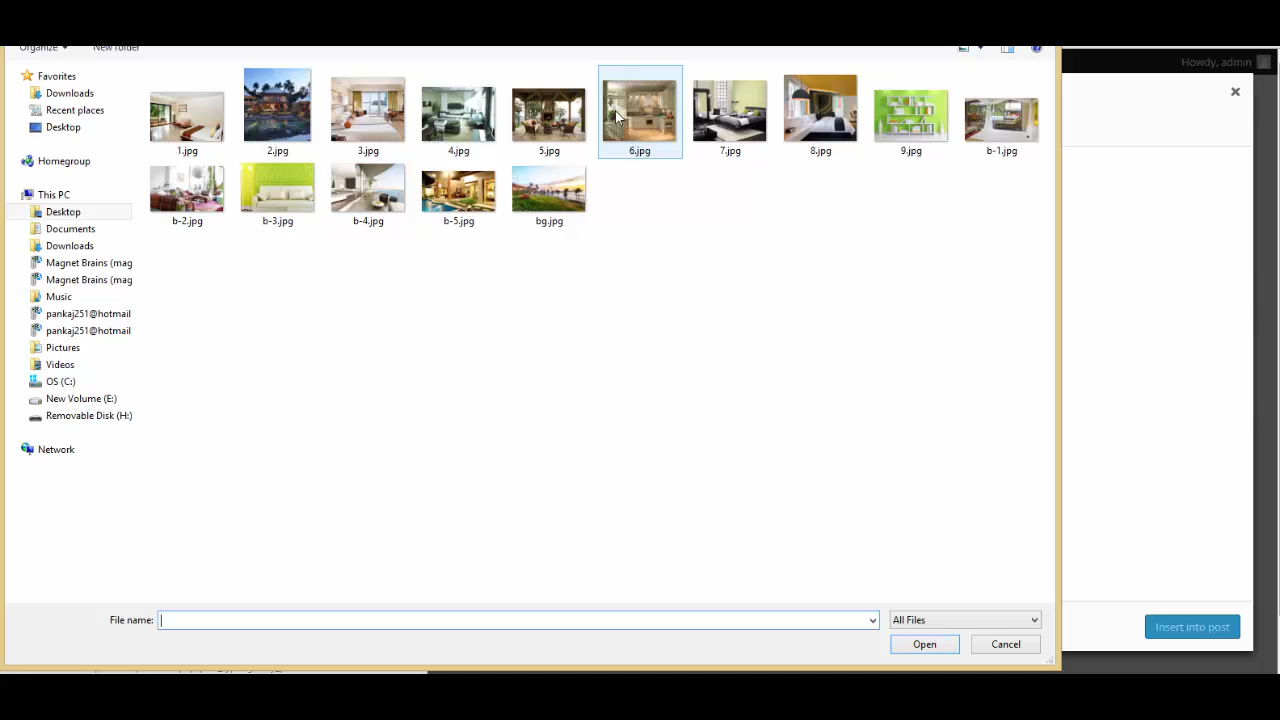 Organize
New folder
Howdy, admin
Favorites
Downloads
Recent places
Desktop
Homegroup
This PC
Desktop
Documents
Downloads
Magnet Brains (mag
Magnet Brains (mag
Music
pankaj251@hotmail
pankaj251@hotmail
Pictures
Videos
OS (C:)
New Volume (E:)
Removable Disk (H:)
Network
1.jpg
2.jpg
3.jpg
4.jpg
5.jpg
6.jpg
7.jpg
8.jpg
9.jpg
b-1.jpg
b-2.jpg
b-3.jpg
b-4.jpg
b-5.jpg
bg.jpg
File name:
All Files
Open
Cancel
Insert into post